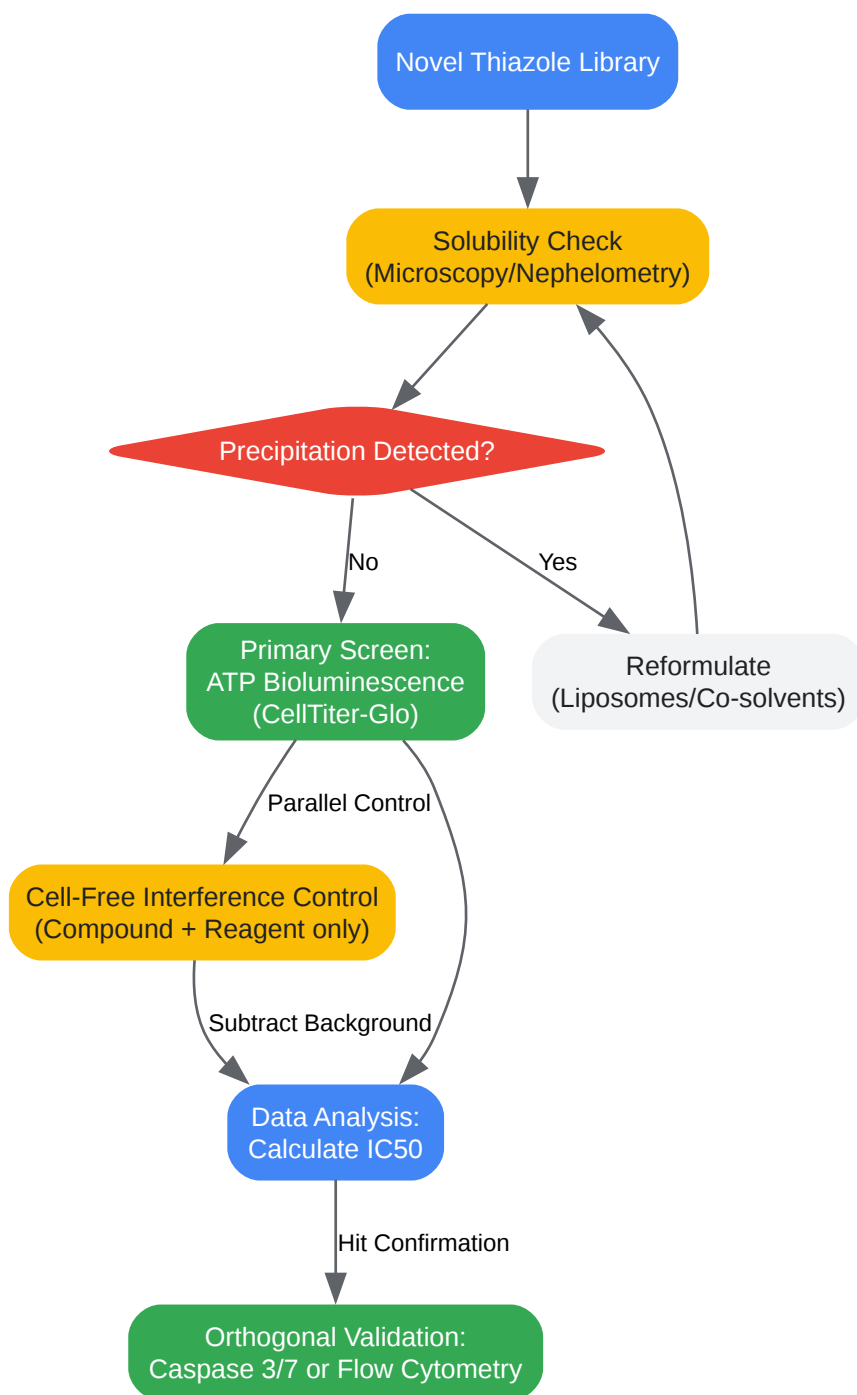 Novel Thiazole Library
Solubility Check
(Microscopy/Nephelometry)
Precipitation Detected?
No
Yes
Primary Screen:
ATP Bioluminescence
(CellTiter-Glo)
Reformulate
(Liposomes/Co-solvents)
Parallel Control
Cell-Free Interference Control
(Compound + Reagent only)
Subtract Background
Data Analysis:
Calculate IC50
Hit Confirmation
Orthogonal Validation:
Caspase 3/7 or Flow Cytometry